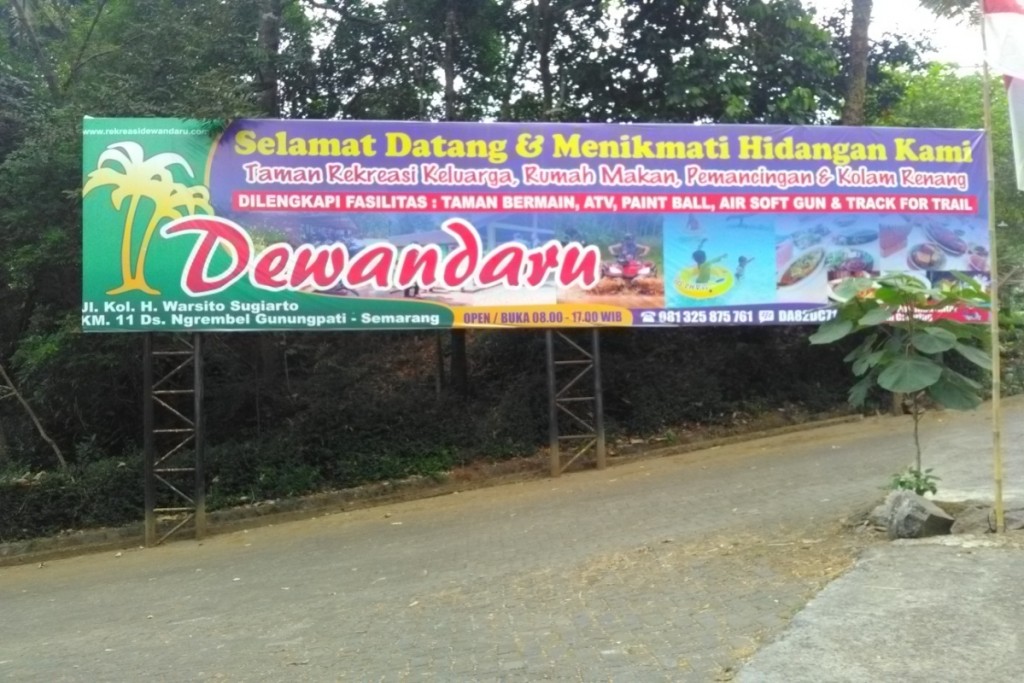 www.rekreasidewandaru.com
Selamat Datang & Menikmati Hidangan Kami
Taman Rekreasi Keluarga, Rumah Makan, Pemancingan & Kolam Renang
DILENGKAPI FASILITAS : TAMAN BERMAIN, ATV, PAINT BALL, AIR SOFT GUN & TRACK FOR TRAIL
Dewandaru
Jl. Kol. H. Warsito Sugiarto
KM. 11 Ds. Ngrembel Gunungpati - Semarang
OPEN / BUKA 08.00 - 17.00 WIB
081 325 875 761